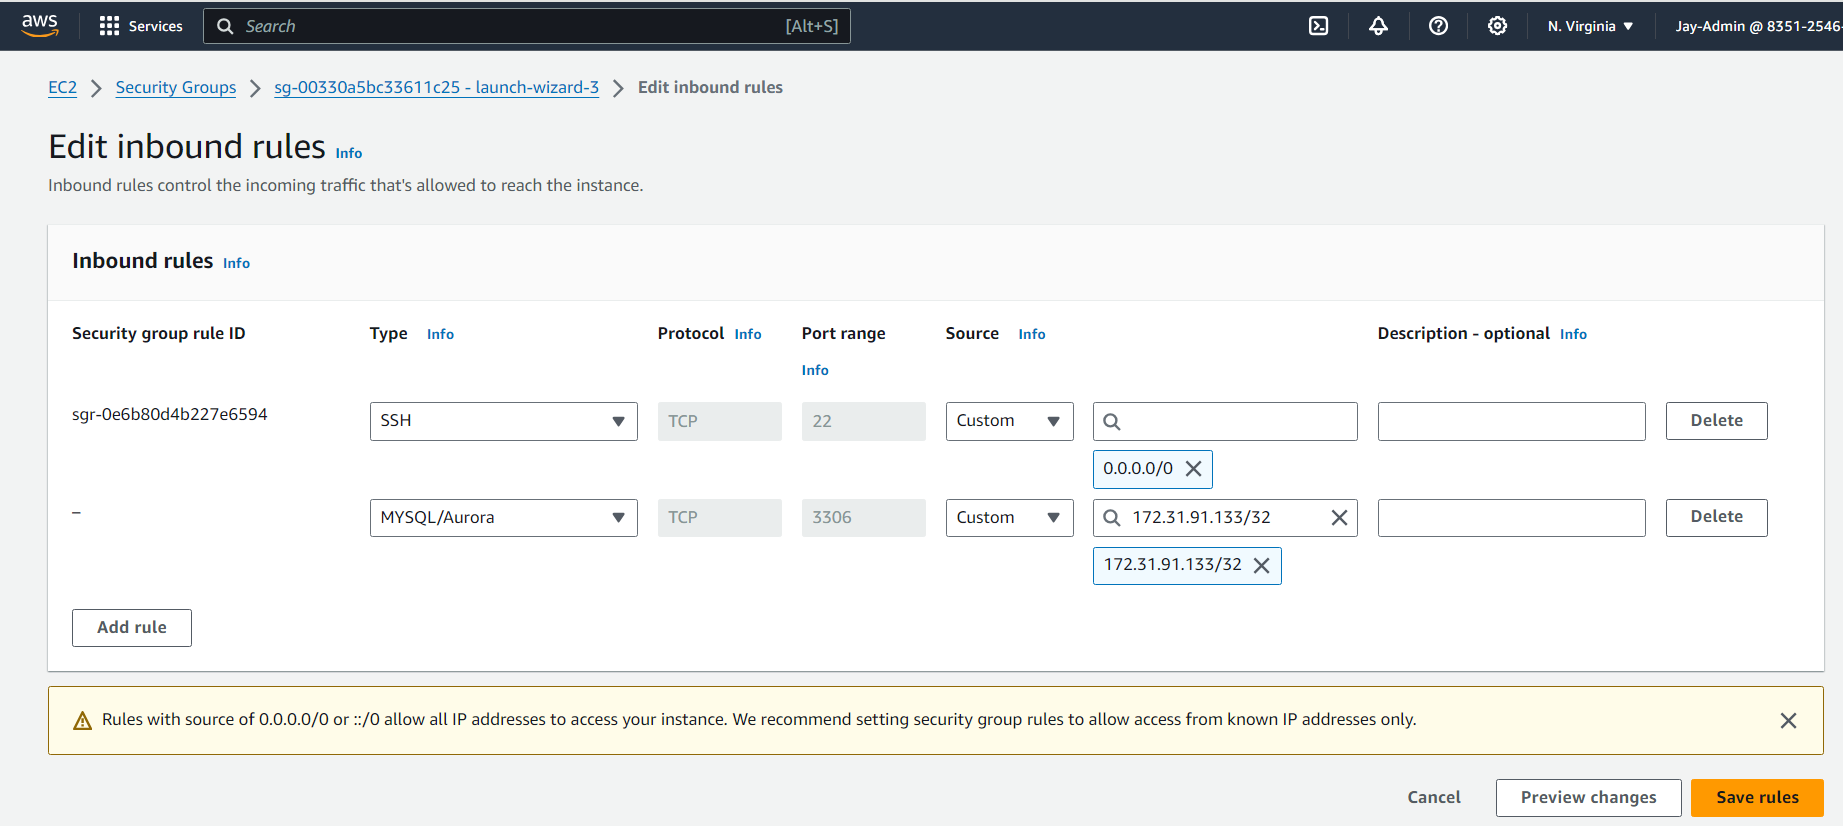 aws Services Search [Alt+S] N. Virginia Jay-Admin @ 8351-2546-
EC2 Security Groups sg-00330a5bc33611c25 - launch-wizard-3 Edit inbound rules
Edit inbound rules Info
Inbound rules control the incoming traffic that's allowed to reach the instance.
Inbound rules Info
Security group rule ID Type Info Protocol Info Port range Source Info Description - optional Info
Info
sgr-0e6b80d4b227e6594 SSH TCP 22 Custom Delete
0.0.0.0/0
– MYSQL/Aurora TCP 3306 Custom 172.31.91.133/32 Delete
172.31.91.133/32
Add rule
Rules with source of 0.0.0.0/0 or ::/0 allow all IP addresses to access your instance. We recommend setting security group rules to allow access from known IP addresses only.
Cancel Preview changes Save rules